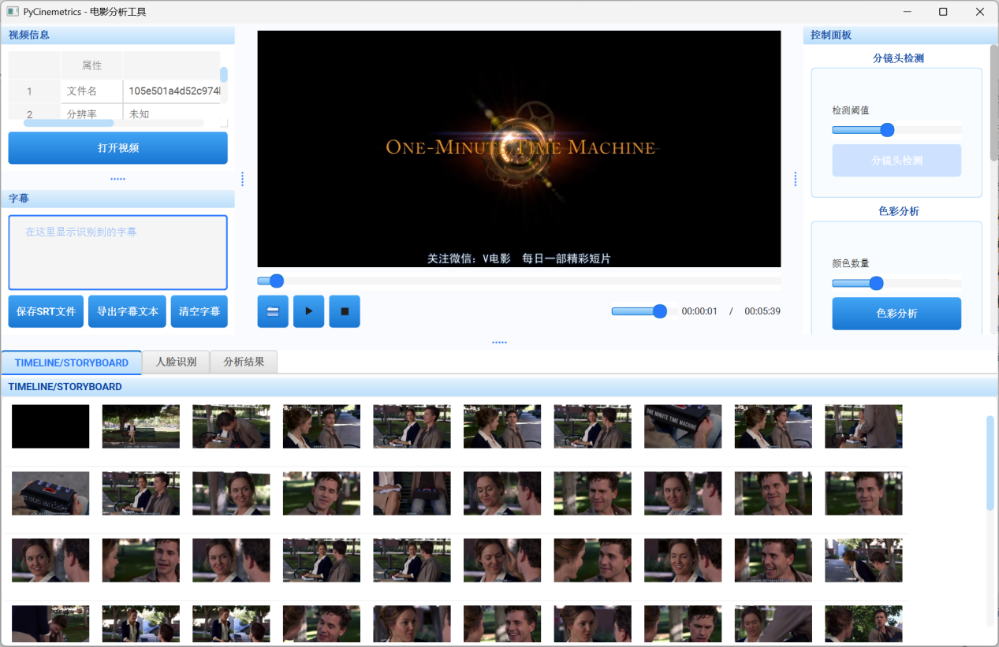 PyCinemetrics - 电影分析工具
视频信息
属性
1 文件名 105e501a4d52c974
2 分辨率 未知
打开视频
字幕
在这里显示识别到的字幕
保存SRT文件 导出字幕文本 清空字幕
ONE-MINUTE TIME MACHINE
关注微信：V电影 每日一部精彩短片
00:00:01 / 00:05:39
控制面板
分镜头检测
检测阈值
分镜头检测
色彩分析
颜色数量
色彩分析
TIMELINE/STORYBOARD 人脸识别 分析结果
TIMELINE/STORYBOARD
ONE MINUTE TIME MACHINE